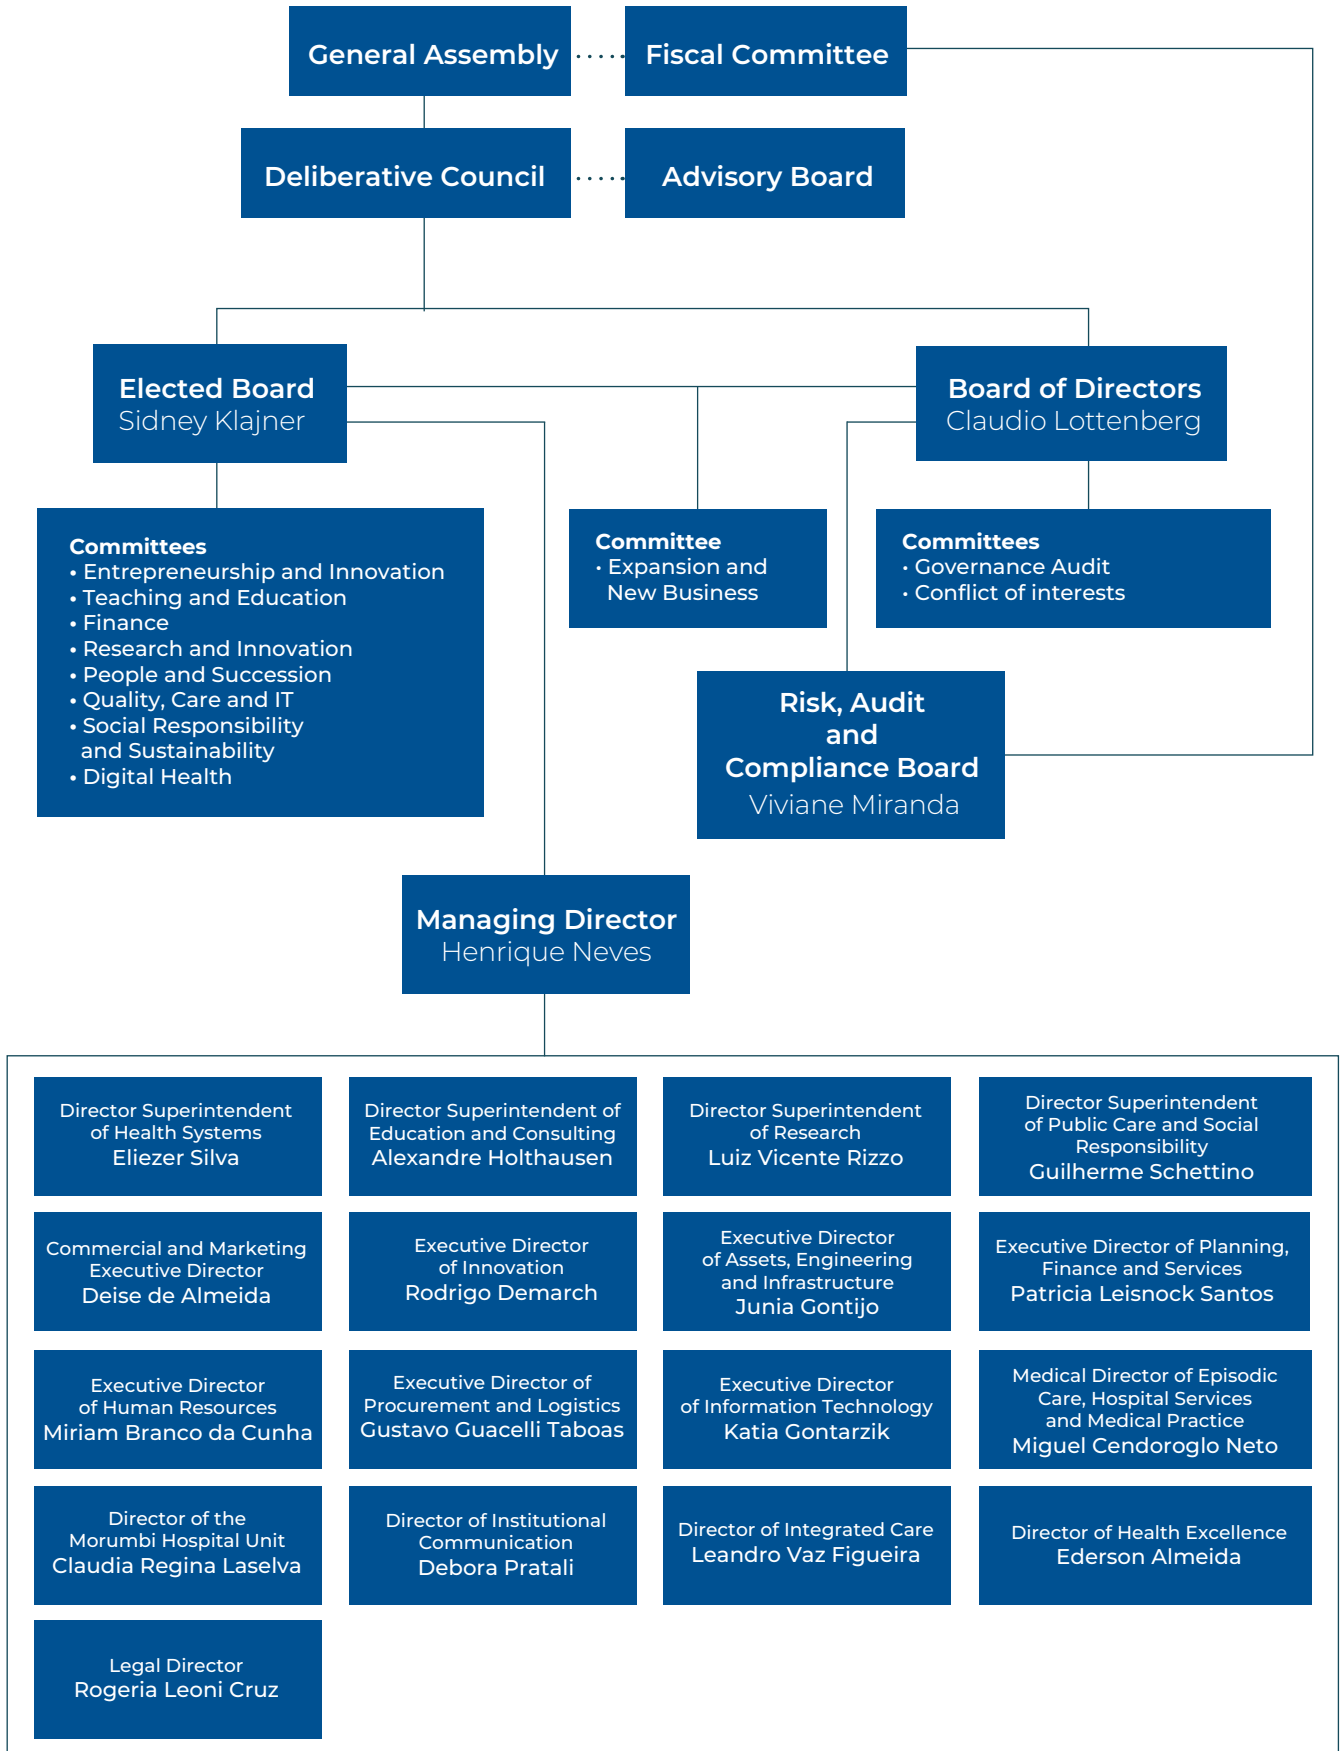 General Assembly
Fiscal Committee
Deliberative Council
Advisory Board
Elected Board
Sidney Klajner
Board of Directors
Claudio Lottenberg
Committees
• Entrepreneurship and Innovation
• Teaching and Education
• Finance
• Research and Innovation
• People and Succession
• Quality, Care and IT
• Social Responsibility
and Sustainability
• Digital Health
Committee
• Expansion and
New Business
Committees
• Governance Audit
• Conflict of interests
Risk, Audit
and
Compliance Board
Viviane Miranda
Managing Director
Henrique Neves
Director Superintendent
of Health Systems
Eliezer Silva
Director Superintendent of
Education and Consulting
Alexandre Holthausen
Director Superintendent
of Research
Luiz Vicente Rizzo
Director Superintendent
of Public Care and Social
Responsibility
Guilherme Schettino
Commercial and Marketing
Executive Director
Deise de Almeida
Executive Director
of Innovation
Rodrigo Demarch
Executive Director
of Assets, Engineering
and Infrastructure
Junia Gontijo
Executive Director of Planning,
Finance and Services
Patricia Leisnock Santos
Executive Director
of Human Resources
Miriam Branco da Cunha
Executive Director of
Procurement and Logistics
Gustavo Guacelli Taboas
Executive Director
of Information Technology
Katia Gontarzik
Medical Director of Episodic
Care, Hospital Services
and Medical Practice
Miguel Cendoroglo Neto
Director of the
Morumbi Hospital Unit
Claudia Regina Laselva
Director of Institutional
Communication
Debora Pratali
Director of Integrated Care
Leandro Vaz Figueira
Director of Health Excellence
Ederson Almeida
Legal Director
Rogeria Leoni Cruz